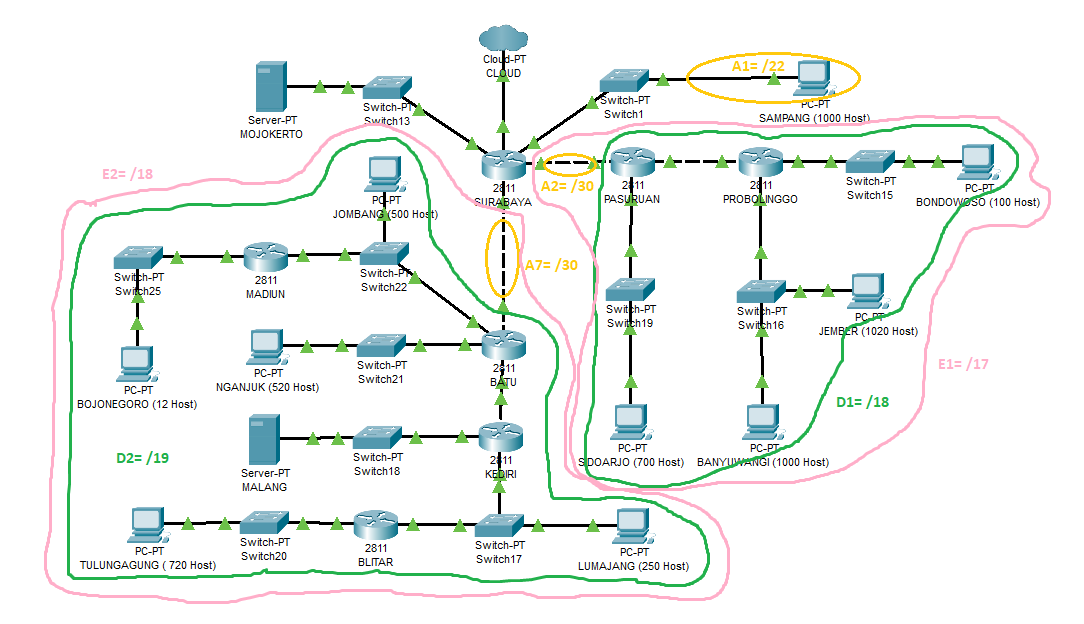 Cloud-PT
CLOUD
A1= /22
Switch-PT
Switch1
PC-PT
SAMPANG (1000 Host)
Server-PT
MOJOKERTO
Switch-PT
Switch13
E2= /18
2811
SURABAYA
A2= /30
2811
PASURUAN
2811
PROBOLINGGO
Switch-PT
Switch15
PC-PT
BONDOWOSO (100 Host)
PC-PT
JOMBANG (500 Host)
Switch-PT
Switch25
2811
MADIUN
Switch-PT
Switch22
A7= /30
Switch-PT
Switch19
Switch-PT
Switch16
PC-PT
JEMBER (1020 Host)
E1= /17
PC-PT
BOJONEGORO (12 Host)
PC-PT
NGANJUK (520 Host)
Switch-PT
Switch21
2811
BATU
D1= /18
D2= /19
Server-PT
MALANG
Switch-PT
Switch18
2811
KEDIRI
PC-PT
SIDOARJO (700 Host)
PC-PT
BANYUWANGI (1000 Host)
PC-PT
TULUNGAGUNG ( 720 Host)
Switch-PT
Switch20
2811
BLITAR
Switch-PT
Switch17
PC-PT
LUMAJANG (250 Host)